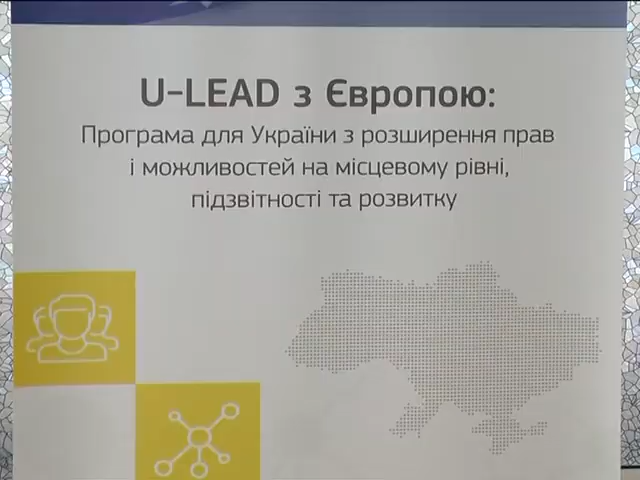 U-LEAD з Європою:
Програма для України з розширення прав
і можливостей на місцевому рівні,
підзвітності та розвитку